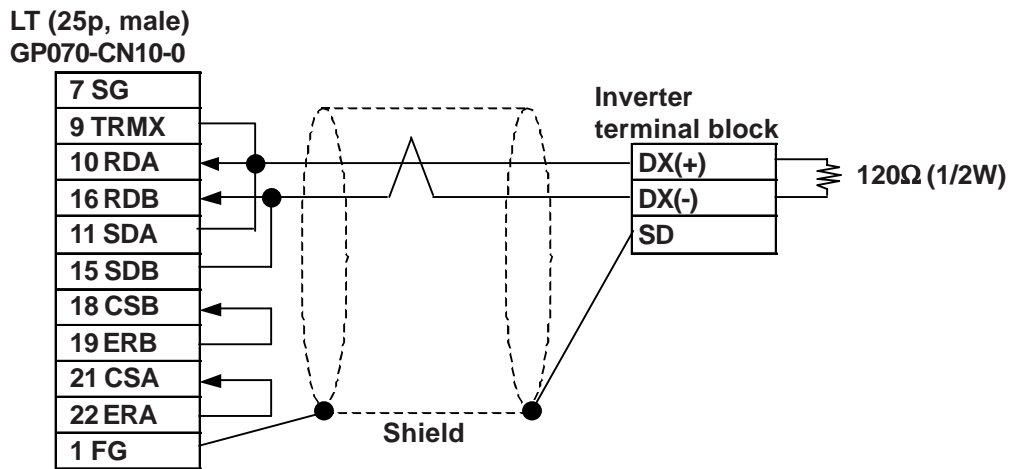 LT (25p, male)
GP070-CN10-0
7 SG
9 TRMX
10 RDA
16 RDB
11 SDA
15 SDB
18 CSB
19 ERB
21 CSA
22 ERA
1 FG
Shield
Inverter
terminal block
DX(+)
DX(-)
SD
120Ω (1/2W)